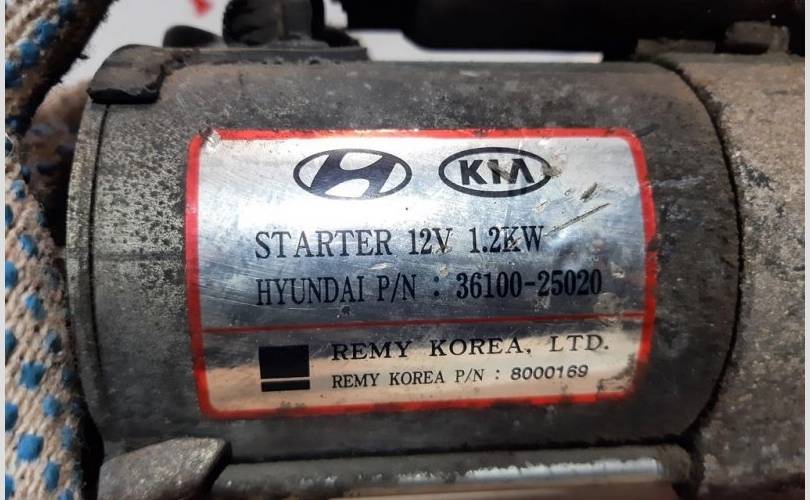 KIA
STARTER 12V 1.2KW
HYUNDAI P/N : 36100-25020
REMY KOREA, LTD.
REMY KOREA P/N : 8000169